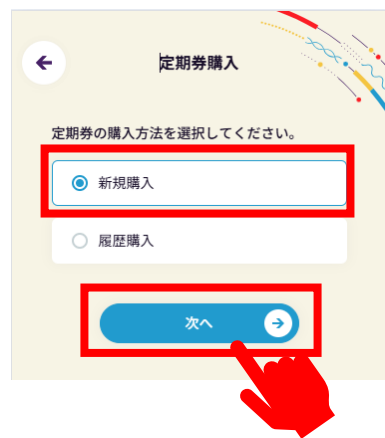 定期券購入
定期券の購入方法を選択してください。
新規購入
履歴購入
次へ